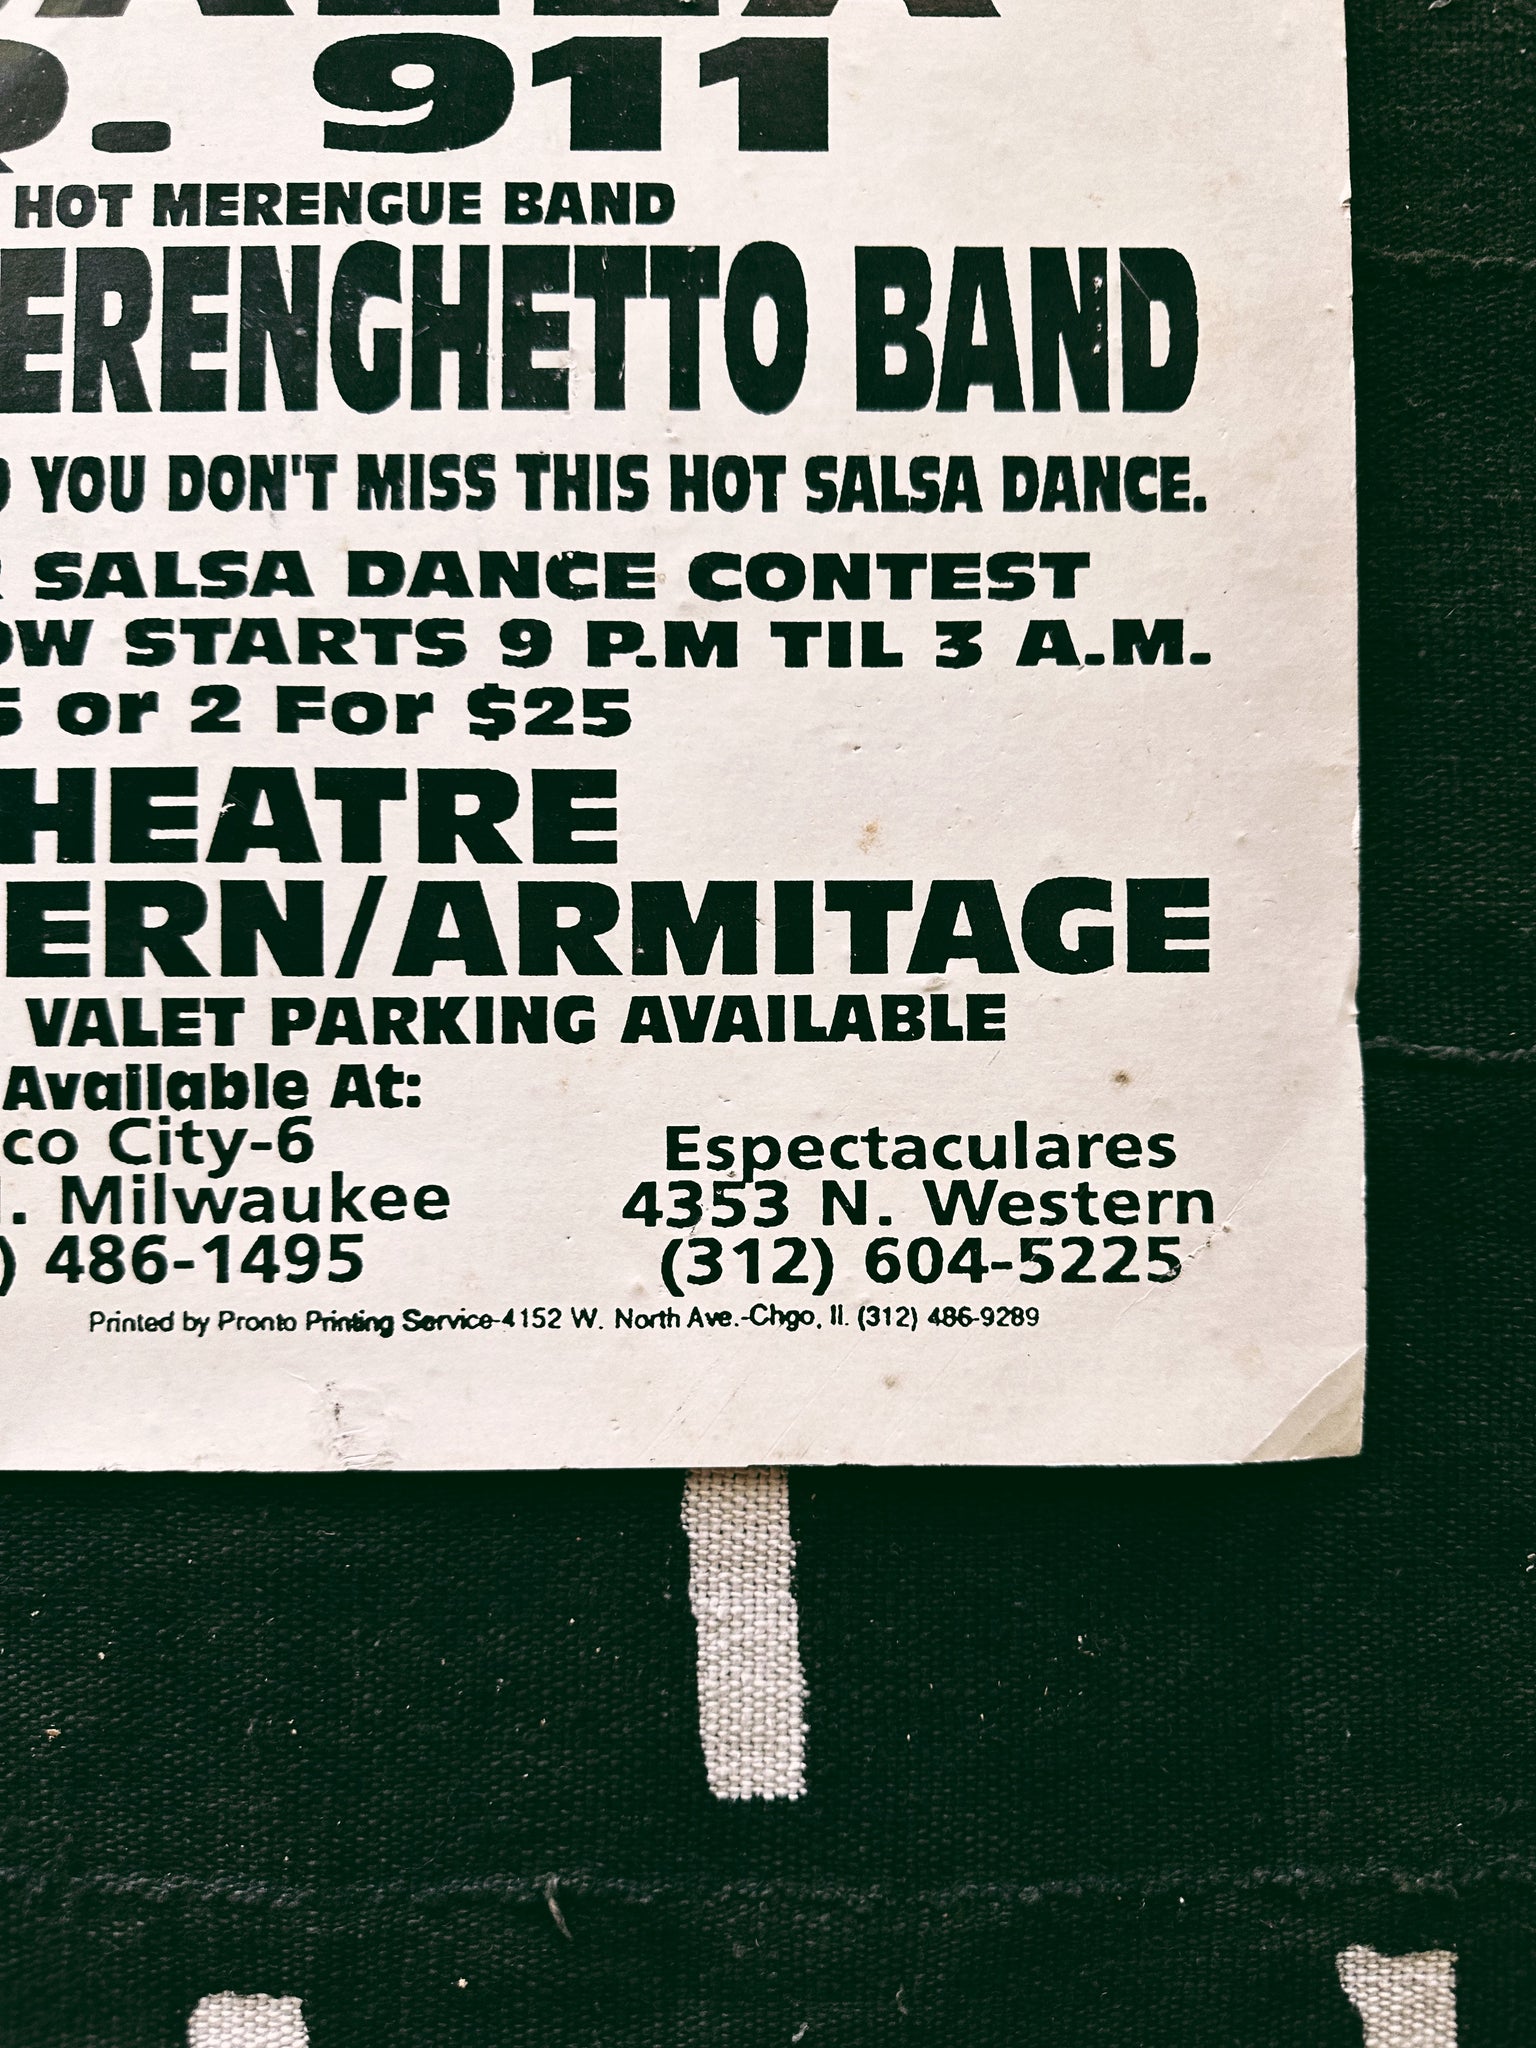 911
HOT MERENGUE BAND
ERENGHETTO BAND
YOU DON'T MISS THIS HOT SALSA DANCE.
SALSA DANCE CONTEST
OW STARTS 9 P.M TIL 3 A.M.
5 or 2 For $25
HEATRE
ERN/ARMITAGE
VALET PARKING AVAILABLE
Available At:
co City-6
. Milwaukee
) 486-1495
Espectaculares
4353 N. Western
(312) 604-5225
Printed by Pronto Printing Service-4152 W. North Ave.-Chgo, Il. (312) 486-9289